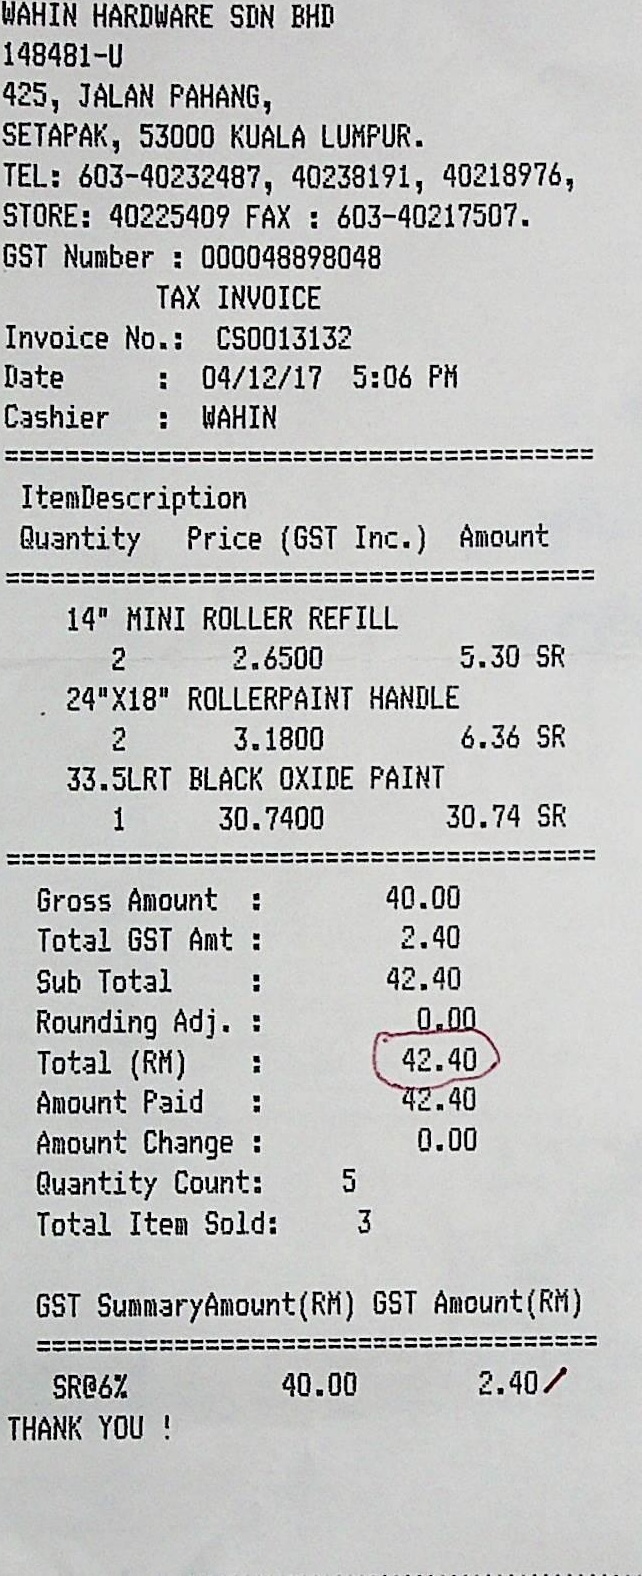 WAHIN HARDWARE SDN BHD
148481-U
425, JALAN PAHANG,
SETAPAK, 53000 KUALA LUMPUR.
TEL: 603-40232487, 40238191, 40218976,
STORE: 40225409 FAX : 603-40217507.
GST Number : 000048898048
TAX INVOICE
Invoice No.: CS0013132
Date : 04/12/17 5:06 PM
Cashier : WAHIN
=======================================
ItemDescription
Quantity Price (GST Inc.) Amount
=======================================
14" MINI ROLLER REFILL
2 2.6500 5.30 SR
24"X18" ROLLERPAINT HANDLE
2 3.1800 6.36 SR
33.5LRT BLACK OXIDE PAINT
1 30.7400 30.74 SR
=======================================
Gross Amount : 40.00
Total GST Amt : 2.40
Sub Total : 42.40
Rounding Adj. : 0.00
Total (RM) : 42.40
Amount Paid : 42.40
Amount Change : 0.00
Quantity Count: 5
Total Item Sold: 3
GST SummaryAmount(RM) GST Amount(RM)
=====================================
SR@6% 40.00 2.40
THANK YOU !